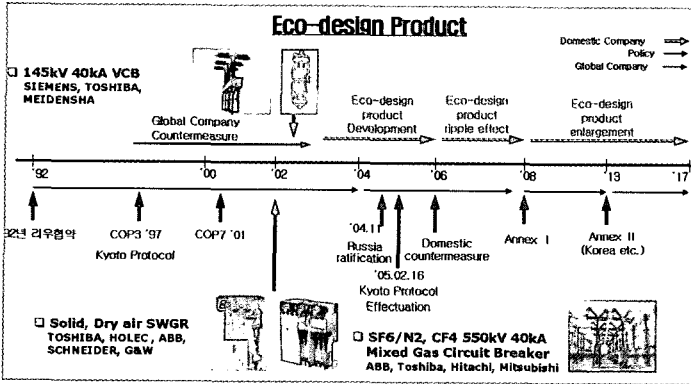 Eco-design Product
Domestic Company
Policy
Global Company
❑ 145kV 40kA VCB
SIEMENS, TOSHIBA,
MEIDENSHA
Global Company
Countermeasure
Eco-design
product
Development
Eco-design
product
ripple effect
Eco-design
product
enlargement
'92
'00
'02
'04
'06
'08
'13
'17
92년 리우협약
COP3 '97
Kyoto Protocol
COP7 '01
'04.11
Russia
ratification
'05.02.16
Kyoto Protocol
Effectuation
Domestic
countermeasure
Annex I
Annex II
(Korea etc.)
❑ Solid, Dry air SWGR
TOSHIBA, HOLEC, ABB,
SCHNEIDER, G&W
❑ SF6/N2, CF4 550kV 40kA
Mixed Gas Circuit Breaker
ABB, Toshiba, Hitachi, Mitsubishi